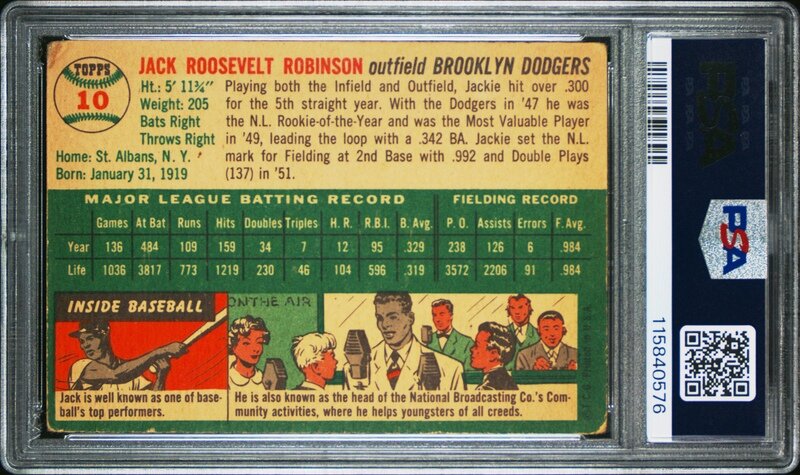 TOPPS
10
JACK ROOSEVELT ROBINSON outfield BROOKLYN DODGERS
Ht.: 5' 11¾"
Weight: 205
Bats Right
Throws Right
Home: St. Albans, N. Y.
Born: January 31, 1919
Playing both the Infield and Outfield, Jackie hit over .300
for the 5th straight year. With the Dodgers in '47 he was
the N.L. Rookie-of-the-Year and was the Most Valuable Player
in '49, leading the loop with a .342 BA. Jackie set the N.L.
mark for Fielding at 2nd Base with .992 and Double Plays
(137) in '51.
MAJOR LEAGUE BATTING RECORD FIELDING RECORD
Games At Bat Runs Hits Doubles Triples H. R. R.B.I. B. Avg. P. O. Assists Errors F. Avg.
Year 136 484 109 159 34 7 12 95 .329 238 126 6 .984
Life 1036 3817 773 1219 230 46 104 596 .319 3572 2206 91 .984
INSIDE BASEBALL
ON THE AIR
Jack is well known as one of base-
ball's top performers.
He is also known as the head of the National Broadcasting Co.'s Com-
munity activities, where he helps youngsters of all creeds.
PSA
PSA
115840576